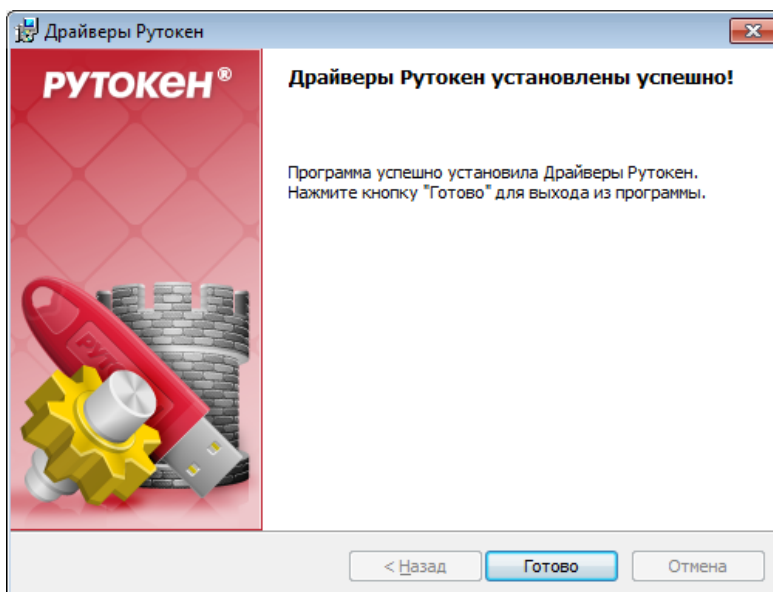 Драйверы Рутокен
РУТОКЕН®
Драйверы Рутокен установлены успешно!
Программа успешно установила Драйверы Рутокен.
Нажмите кнопку "Готово" для выхода из программы.
< Назад
Готово
Отмена